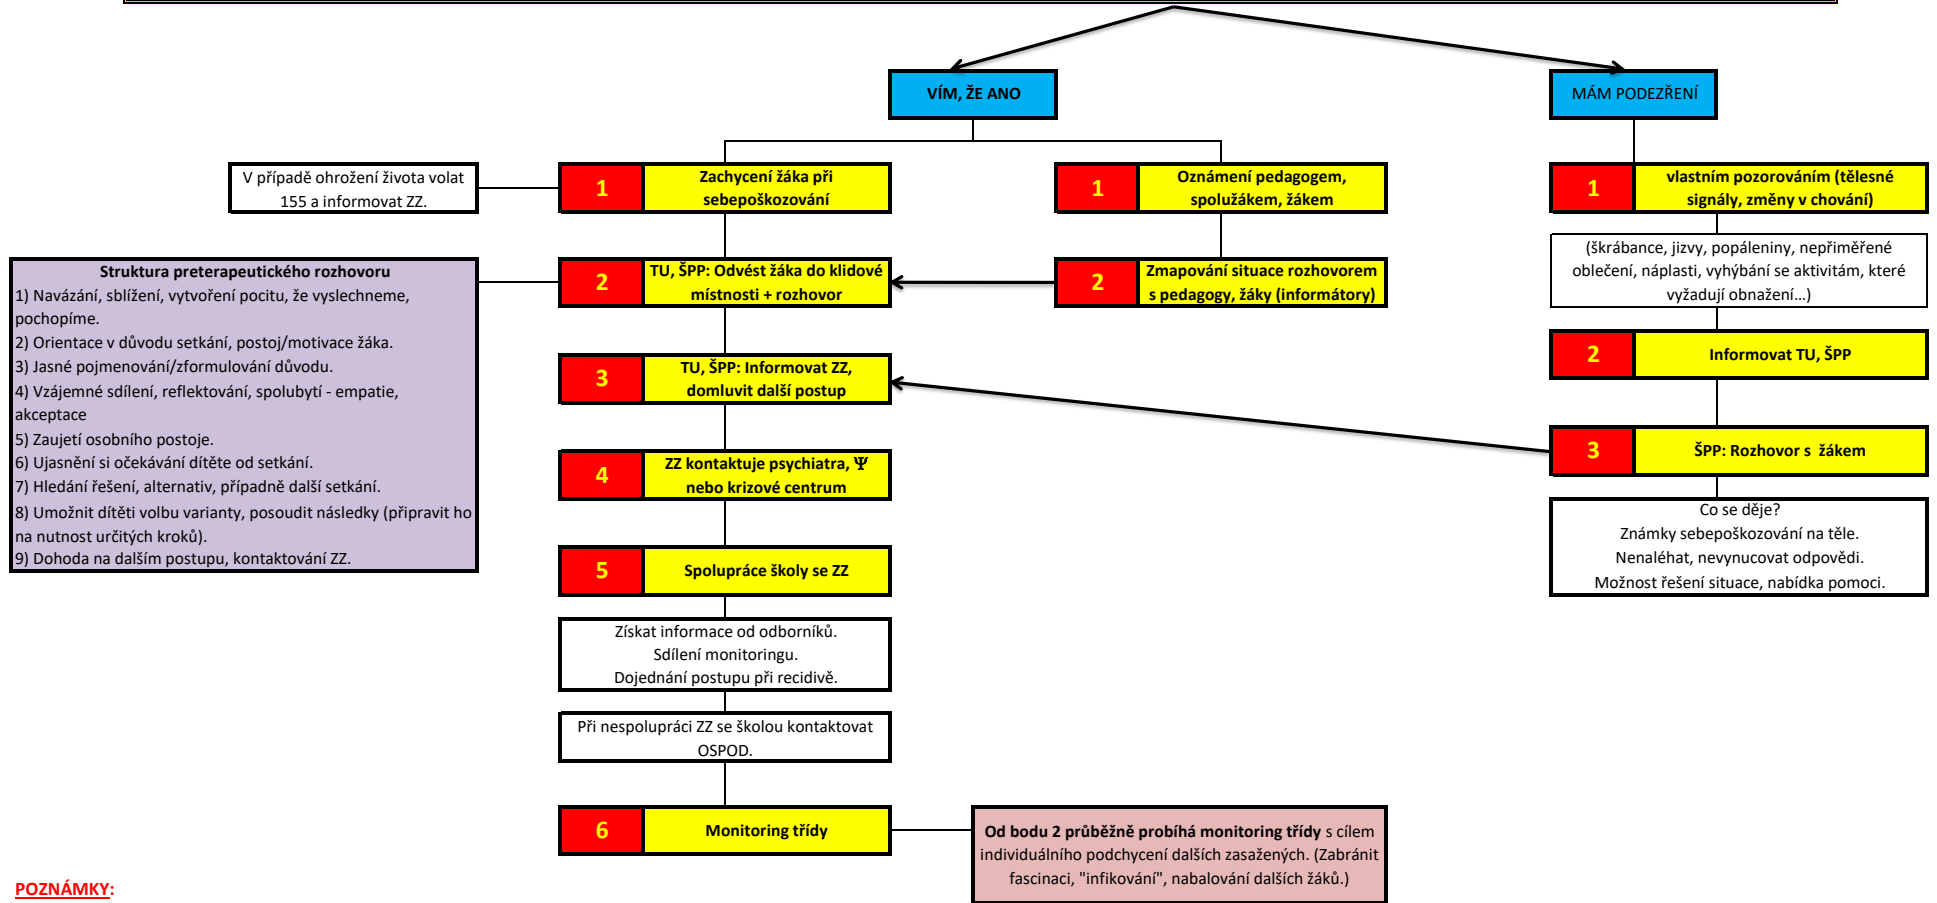 VÍM, ŽE ANO
MÁM PODEZŘENÍ
V případě ohrožení života volat
155 a informovat ZZ.
1
Zachycení žáka při
sebepoškozování
1
Oznámení pedagogem,
spolužákem, žákem
1
vlastním pozorováním (tělesné
signály, změny v chování)
(škrábance, jizvy, popáleniny, nepřiměřené
oblečení, náplasti, vyhýbání se aktivitám, které
vyžadují obnažení...)
Struktura preterapeutického rozhovoru
1) Navázání, sblížení, vytvoření pocitu, že vyslechneme,
pochopíme.
2) Orientace v důvodu setkání, postoj/motivace žáka.
3) Jasné pojmenování/zformulování důvodu.
4) Vzájemné sdílení, reflektování, spolubytí - empatie,
akceptace
5) Zaujetí osobního postoje.
6) Ujasnění si očekávání dítěte od setkání.
7) Hledání řešení, alternativ, případně další setkání.
8) Umožnit dítěti volbu varianty, posoudit následky (připravit ho
na nutnost určitých kroků).
9) Dohoda na dalším postupu, kontaktování ZZ.
2
TU, ŠPP: Odvést žáka do klidové
místnosti + rozhovor
2
Zmapování situace rozhovorem
s pedagogy, žáky (informátory)
2
Informovat TU, ŠPP
3
TU, ŠPP: Informovat ZZ,
domluvit další postup
3
ŠPP: Rozhovor s  žákem
4
ZZ kontaktuje psychiatra, Ψ
nebo krizové centrum
Co se děje?
Známky sebepoškozování na těle.
Nenaléhat, nevynucovat odpovědi.
Možnost řešení situace, nabídka pomoci.
5
Spolupráce školy se ZZ
Získat informace od odborníků.
Sdílení monitoringu.
Dojednání postupu při recidivě.
Při nespolupráci ZZ se školou kontaktovat
OSPOD.
6
Monitoring třídy
Od bodu 2 průběžně probíhá monitoring třídy s cílem
individuálního podchycení dalších zasažených. (Zabránit
fascinaci, "infikování", nabalování dalších žáků.)
POZNÁMKY: